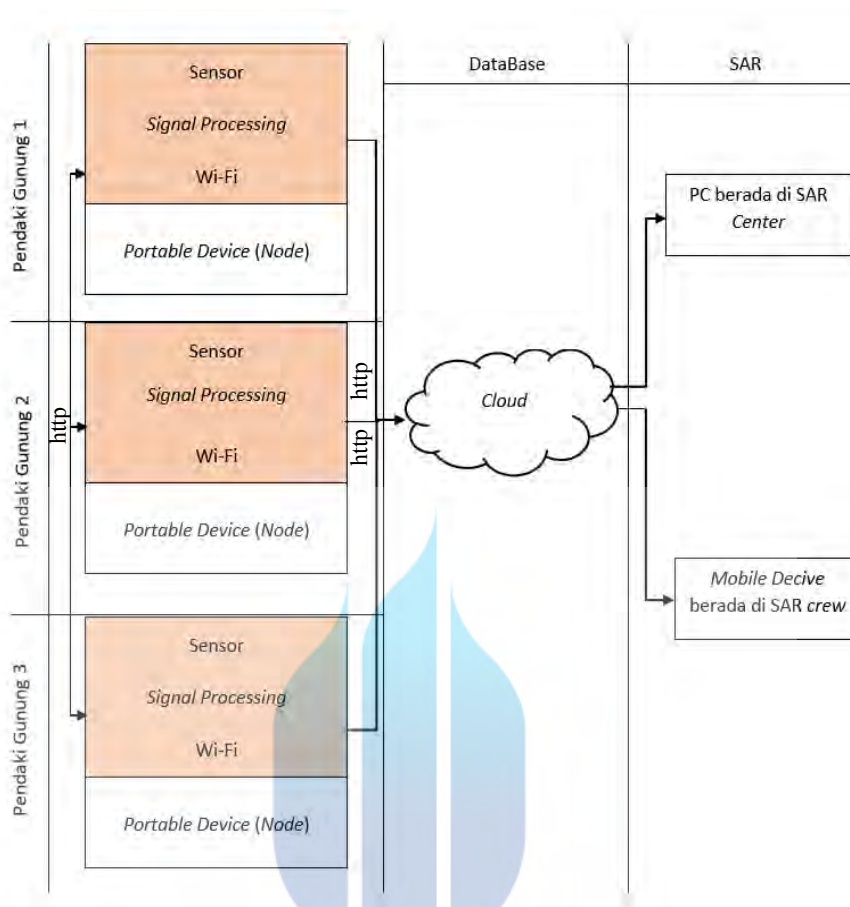 DataBase
SAR
Pendaki Gunung 1
Sensor
Signal Processing
Wi-Fi
Portable Device (Node)
PC berada di SAR
Center
Pendaki Gunung 2
http
Sensor
Signal Processing
Wi-Fi
Portable Device (Node)
http
http
Cloud
Mobile Decive
berada di SAR crew
Pendaki Gunung 3
Sensor
Signal Processing
Wi-Fi
Portable Device (Node)